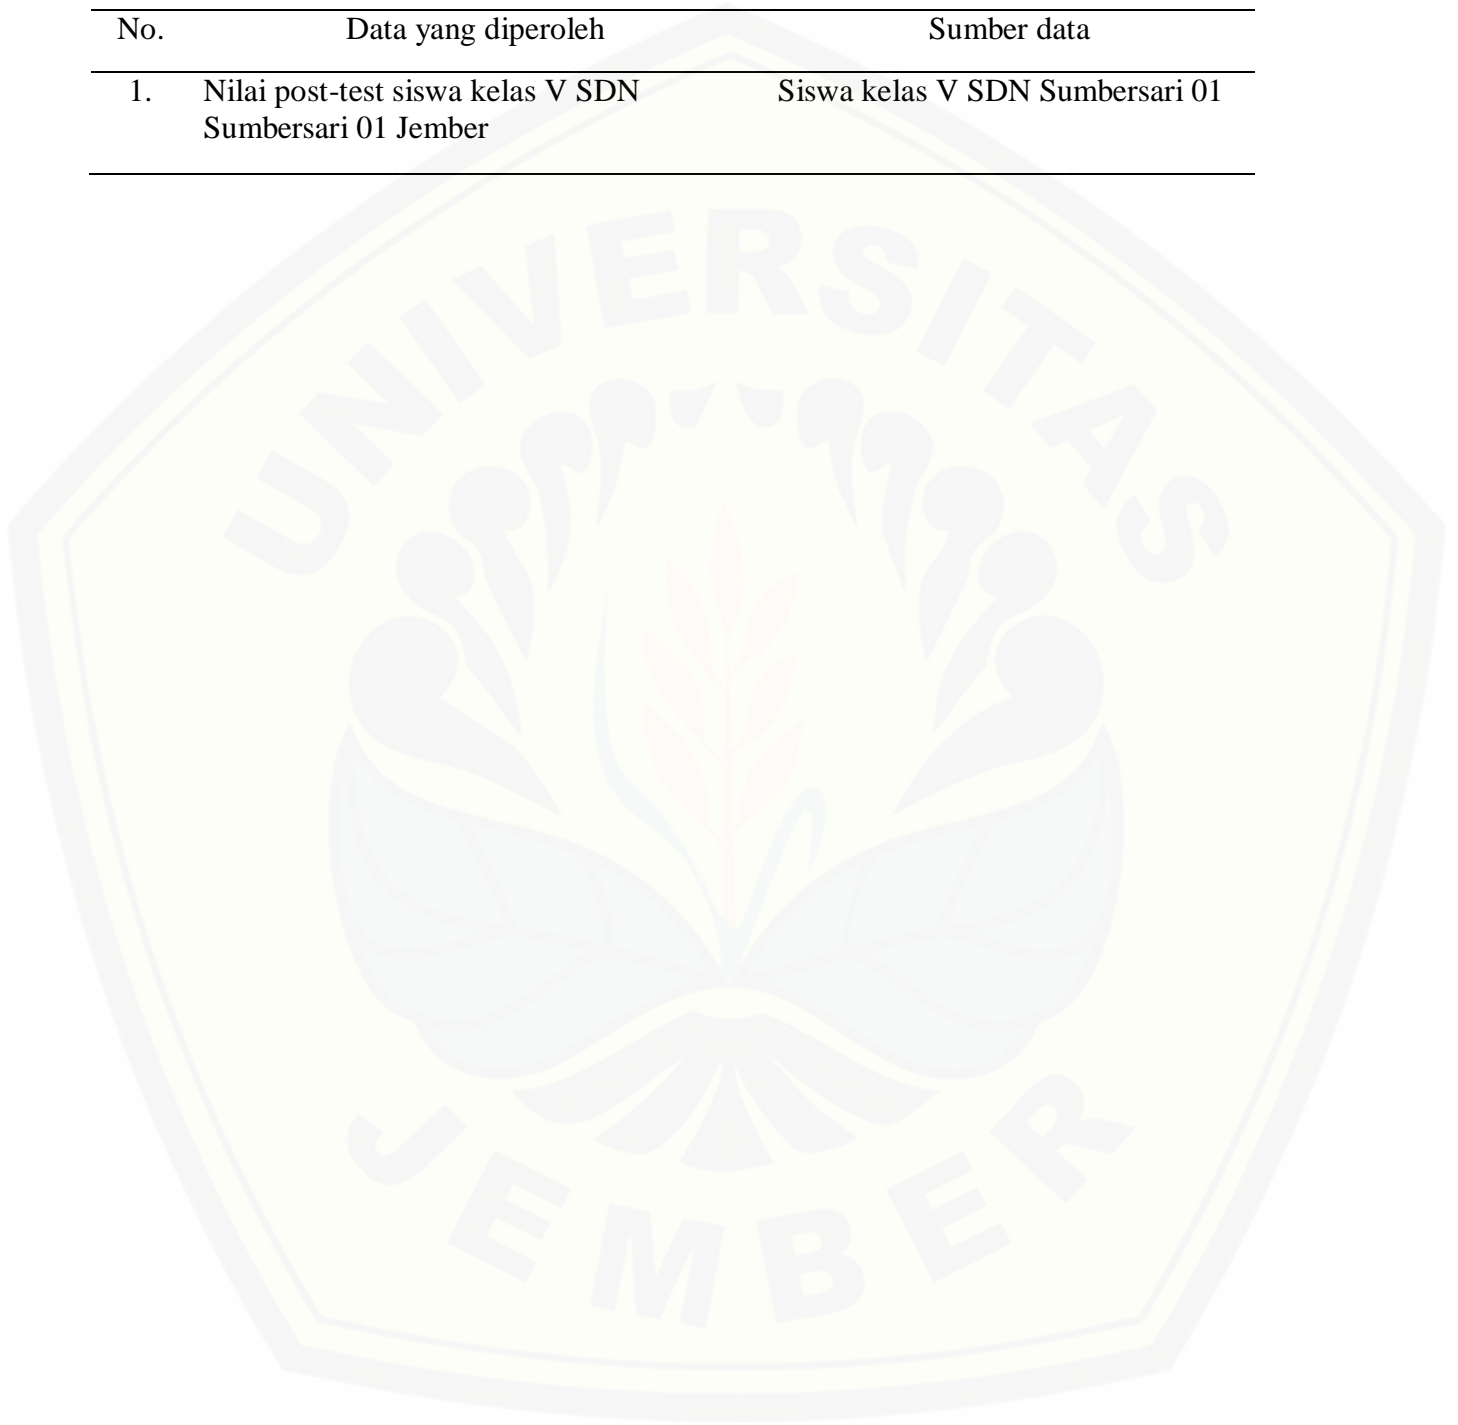 No. Data yang diperoleh Sumber data
1. Nilai post-test siswa kelas V SDN Siswa kelas V SDN Sumbersari 01
Sumbersari 01 Jember
UNIVERSITAS
JEMBER